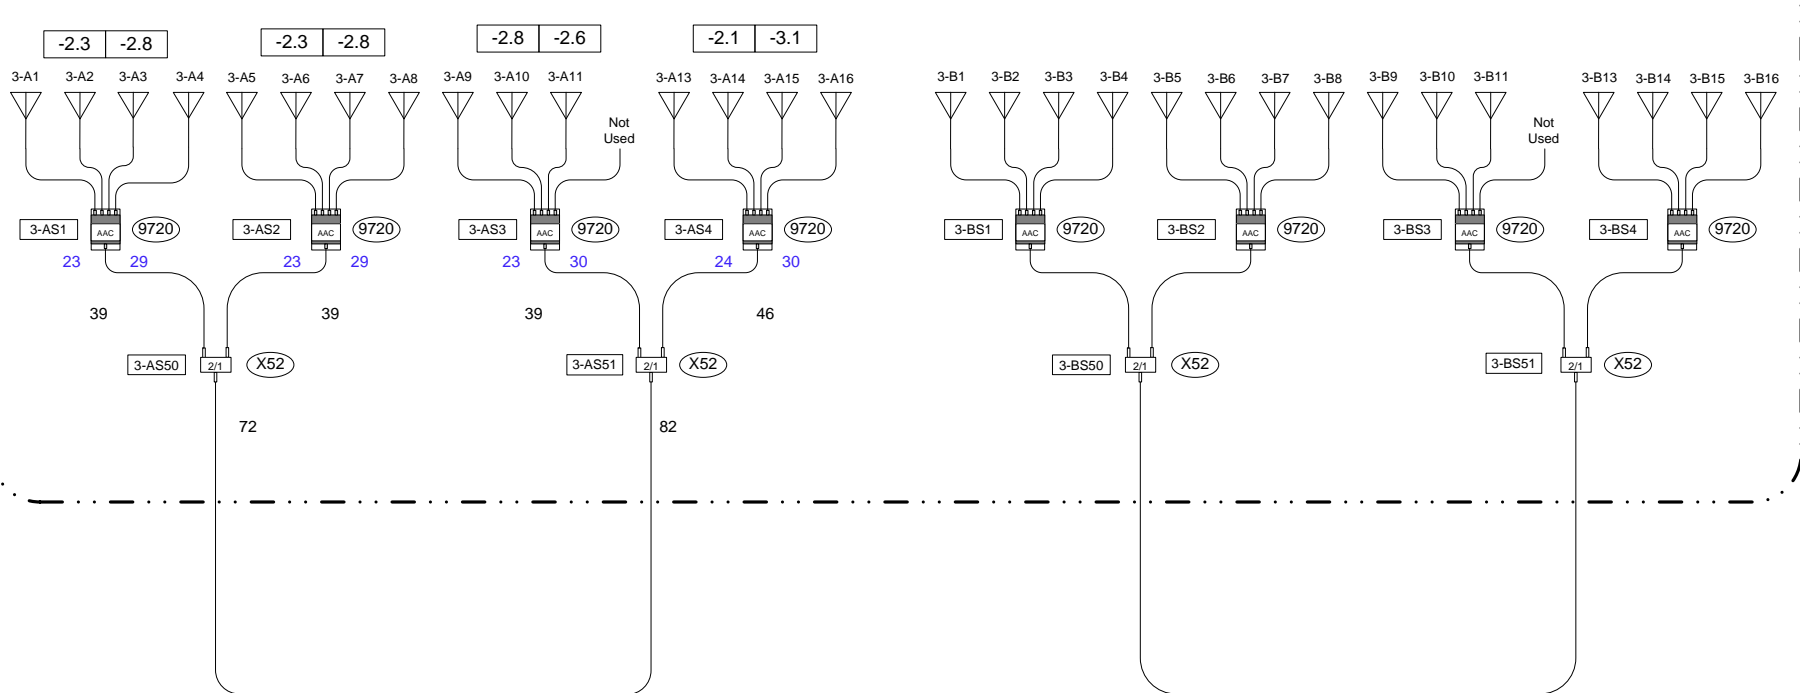 -2.3 -2.8 -2.3 -2.8 -2.8 -2.6 -2.1 -3.1
3-A1 3-A2 3-A3 3-A4 3-A5 3-A6 3-A7 3-A8 3-A9 3-A10 3-A11 3-A13 3-A14 3-A15 3-A16 3-B1 3-B2 3-B3 3-B4 3-B5 3-B6 3-B7 3-B8 3-B9 3-B10 3-B11 3-B13 3-B14 3-B15 3-B16
Not Not
Used Used
3-AS1 AAC 9720 3-AS2 AAC 9720 3-AS3 AAC 9720 3-AS4 AAC 9720 3-BS1 AAC 9720 3-BS2 AAC 9720 3-BS3 AAC 9720 3-BS4 AAC 9720
23 29 23 29 23 30 24 30
39 39 39 46
3-AS50 2/1 X52 3-AS51 2/1 X52 3-BS50 2/1 X52 3-BS51 2/1 X52
72 82